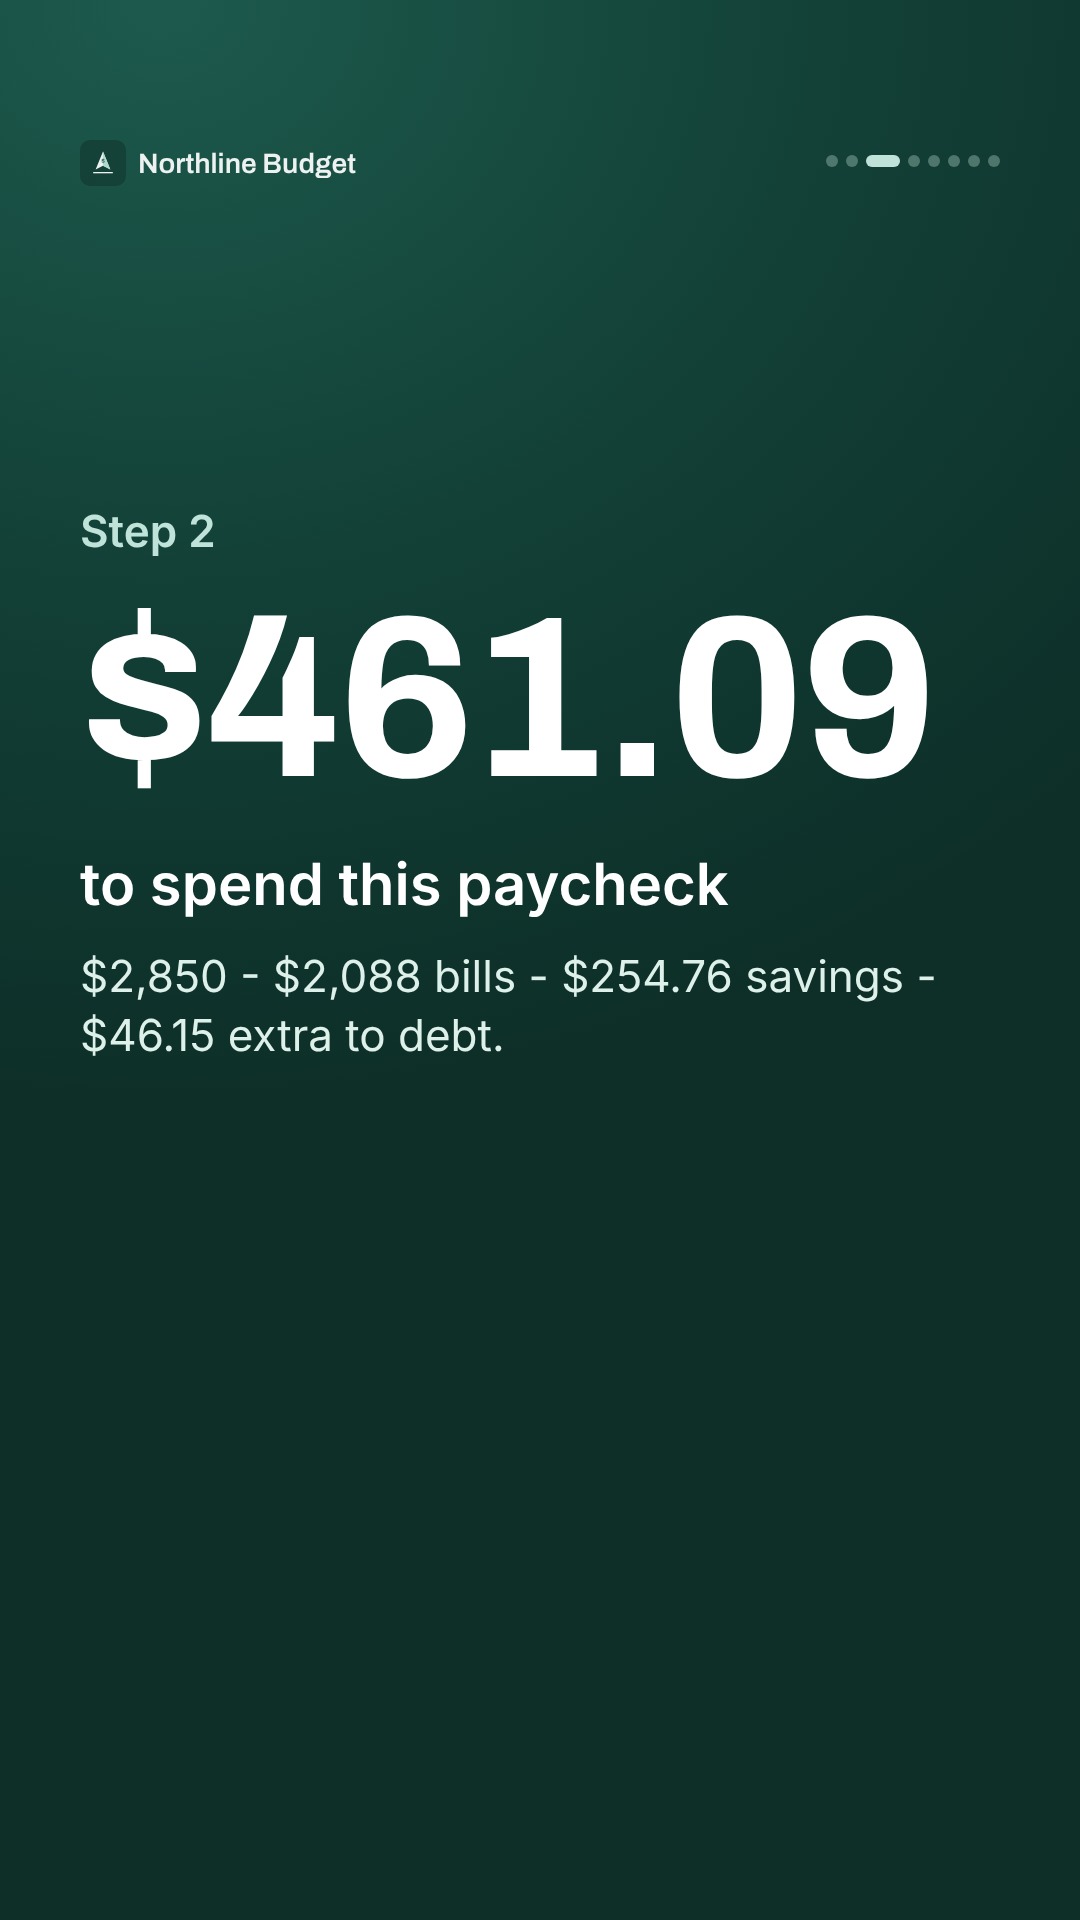 Northline Budget
Step 2
$461.09
to spend this paycheck
$2,850 - $2,088 bills - $254.76 savings -
$46.15 extra to debt.